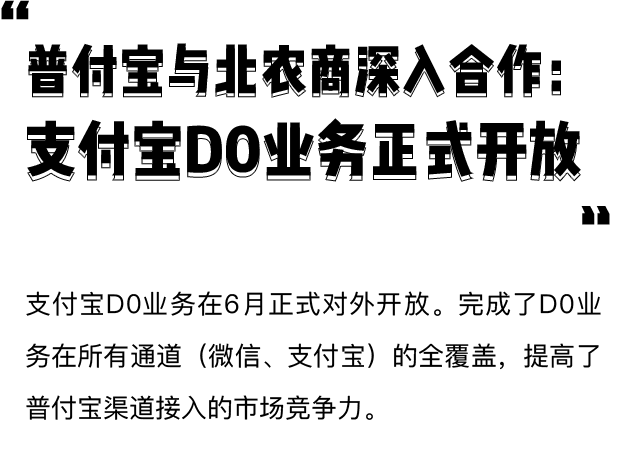 “
普付宝与北农商深入合作：
支付宝D0业务正式开放
”
支付宝D0业务在6月正式对外开放。完成了D0业
务在所有通道（微信、支付宝）的全覆盖，提高了
普付宝渠道接入的市场竞争力。